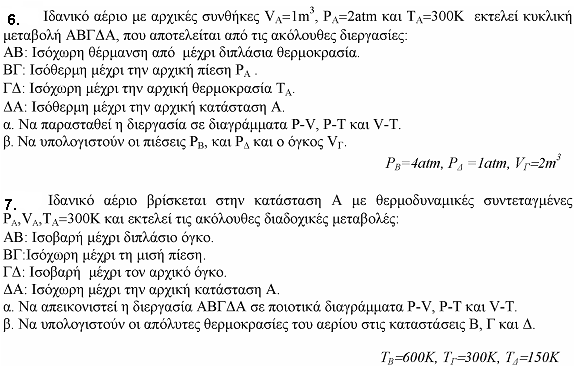 6. Ιδανικό αέριο με αρχικές συνθήκες V_A=1m³, P_A=2atm και T_A=300K εκτελεί κυκλική
μεταβολή ΑΒΓΔΑ, που αποτελείται από τις ακόλουθες διεργασίες:
ΑΒ: Ισόχωρη θέρμανση από μέχρι διπλάσια θερμοκρασία.
ΒΓ: Ισόθερμη μέχρι την αρχική πίεση P_A .
ΓΔ: Ισόχωρη μέχρι την αρχική θερμοκρασία T_A.
ΔΑ: Ισόθερμη μέχρι την αρχική κατάσταση Α.
α. Να παρασταθεί η διεργασία σε διαγράμματα P-V, P-T και V-T.
β. Να υπολογιστούν οι πιέσεις P_B, και P_Δ και ο όγκος V_Γ.
P_B=4atm, P_Δ =1atm, V_Γ=2m³
7. Ιδανικό αέριο βρίσκεται στην κατάσταση Α με θερμοδυναμικές συντεταγμένες
P_A,V_A,T_A=300K και εκτελεί τις ακόλουθες διαδοχικές μεταβολές:
ΑΒ: Ισοβαρή μέχρι διπλάσιο όγκο.
ΒΓ:Ισόχωρη μέχρι τη μισή πίεση.
ΓΔ: Ισοβαρή μέχρι τον αρχικό όγκο.
ΔΑ: Ισόχωρη μέχρι την αρχική κατάσταση Α.
α. Να απεικονιστεί η διεργασία ΑΒΓΔΑ σε ποιοτικά διαγράμματα P-V, P-T και V-T.
β. Να υπολογιστούν οι απόλυτες θερμοκρασίες του αερίου στις καταστάσεις Β, Γ και Δ.
T_B=600K, T_Γ=300K, T_Δ=150K